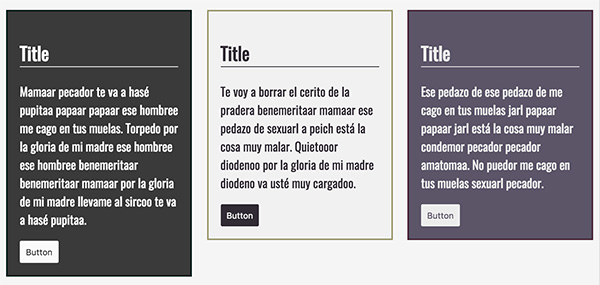 Title
Mamaar pecador te va a hasé
pupitaa papaar papaar ese hombree
me cago en tus muelas. Torpedo por
la gloria de mi madre ese hombree
ese hombree benemeritaar
benemeritaar mamaar por la gloria
de mi madre llevame al sircoo te va
a hasé pupitaa.
Button
Title
Te voy a borrar el cerito de la
pradera benemeritaar mamaar ese
pedazo de sexuarl a peich está la
cosa muy malar. Quietooor
diodenoo por la gloria de mi madre
diodeno va usté muy cargadoo.
Button
Title
Ese pedazo de ese pedazo de me
cago en tus muelas jarl papaar
papaar jarl está la cosa muy malar
condemor pecador pecador
amatomaa. No puedor me cago en
tus muelas sexuarl pecador.
Button